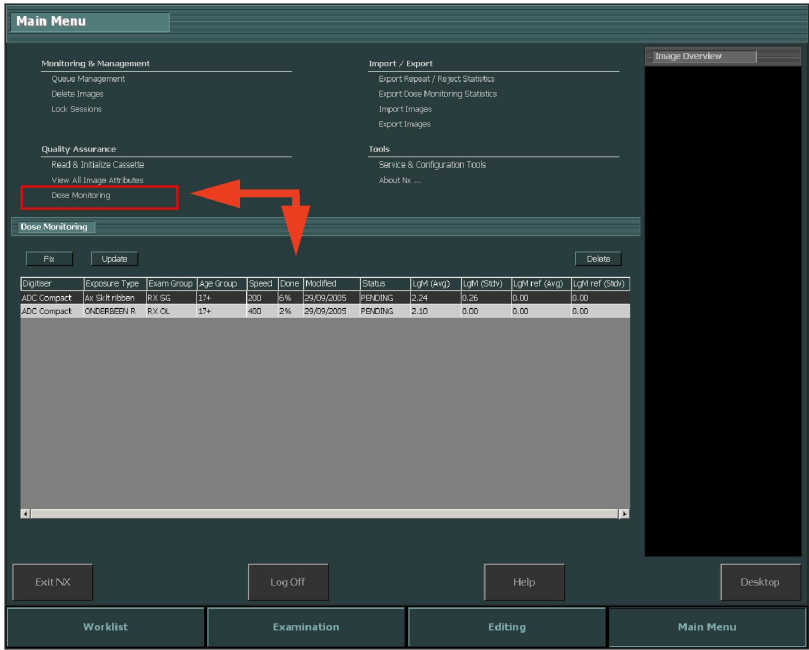 Main Menu
Image Overview
Monitoring & Management
Queue Management
Delete Images
Lock Sessions
Import / Export
Export Repeat / Reject Statistics
Export Dose Monitoring Statistics
Import Images
Export Images
Quality Assurance
Read & Initialize Cassette
View All Image Attributes
Dose Monitoring
Tools
Service & Configuration Tools
About Nx ...
Dose Monitoring
Fix Update Delete
Digitiser Exposure Type Exam Group Age Group Speed Done Modified Status LgM (Avg) LgM (Stdv) LgM ref (Avg) LgM ref (Stdv)
ADC Compact Ax Sklt ribben RX SG 17+ 200 6% 29/09/2005 PENDING 2.24 0.26 0.00 0.00
ADC Compact ONDERBEEN R RX OL 17+ 400 2% 29/09/2005 PENDING 2.10 0.00 0.00 0.00
Exit NX Log Off Help Desktop
Worklist Examination Editing Main Menu